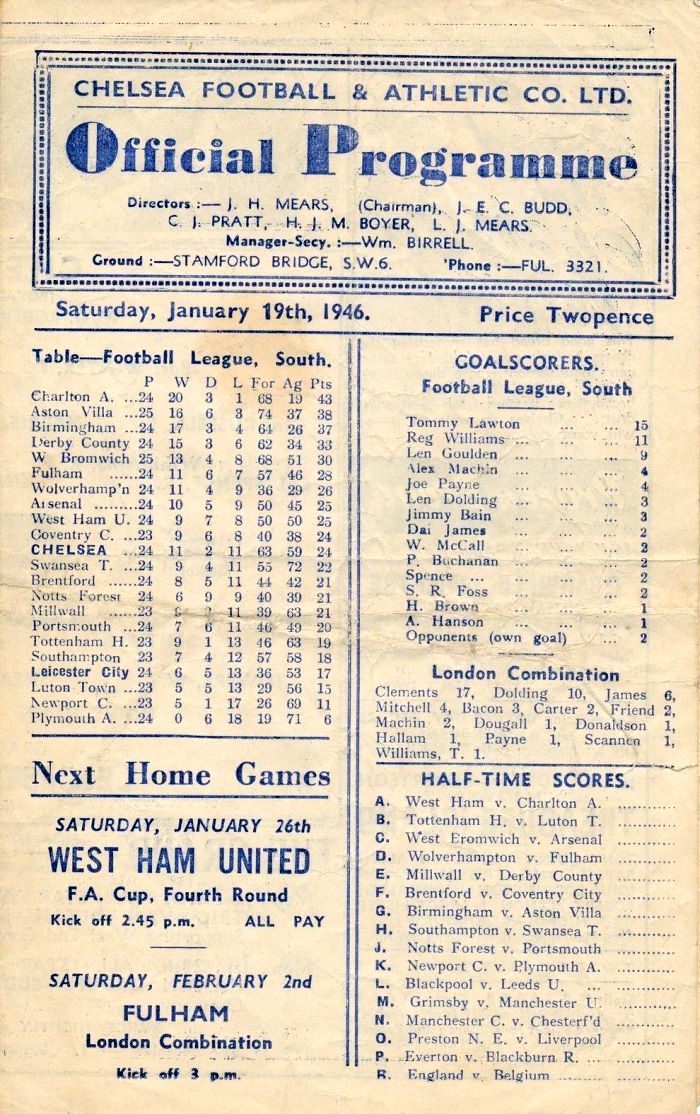 CHELSEA FOOTBALL & ATHLETIC CO. LTD.
Official Programme
Directors :— J. H. MEARS, (Chairman), J. E. C. BUDD,
C. J. PRATT, H. J. M. BOYER, L. J. MEARS.
Manager-Secy. :—Wm. BIRRELL.
Ground :—STAMFORD BRIDGE, S.W.6. 'Phone :—FUL. 3321.
Saturday, January 19th, 1946. Price Twopence
Table—Football League, South.
P W D L For Ag Pts
Charlton A. ...24 20 3 1 68 19 43
Aston Villa ...25 16 6 3 74 37 38
Birmingham ...24 17 3 4 64 26 37
Derby County 24 15 3 6 62 34 33
W Bromwich 25 13 4 8 68 51 30
Fulham ......24 11 6 7 57 46 28
Wolverhamp'n 24 11 4 9 36 29 26
Arsenal .........24 10 5 9 50 45 25
West Ham U. 24 9 7 8 50 50 25
Coventry C. ...23 9 6 8 40 38 24
CHELSEA ...24 11 2 11 63 59 24
Swansea T. ...24 9 4 11 55 72 22
Brentford ......24 8 5 11 44 42 21
Notts Forest 24 6 9 9 40 39 21
Millwall ......23 9 2 11 39 63 21
Portsmouth ...24 7 6 11 46 49 20
Tottenham H. 23 9 1 13 46 63 19
Southampton 23 7 4 12 57 58 18
Leicester City 24 6 5 13 36 53 17
Luton Town ...23 5 5 13 29 56 15
Newport C. ...23 5 1 17 26 69 11
Plymouth A. ...24 0 6 18 19 71 6
Next Home Games
SATURDAY, JANUARY 26th
WEST HAM UNITED
F.A. Cup, Fourth Round
Kick off 2.45 p.m. ALL PAY
SATURDAY, FEBRUARY 2nd
FULHAM
London Combination
Kick off 3 p.m.
GOALSCORERS.
Football League, South
Tommy Lawton ... ... 15
Reg Williams ... ... ... 11
Len Goulden ... ... ... 9
Alex Machin ... ... ... 4
Joe Payne ... ... ... 4
Len Dolding ... ... ... 3
Jimmy Bain ... ... ... 3
Dai James ... ... ... 2
W. McCall ... ... ... 2
P. Buchanan ... ... ... 2
Spence ... ... ... ... 2
S. R. Foss ... ... ... 2
H. Brown ... ... ... 1
A. Hanson ... ... ... 1
Opponents (own goal) ... ... 2
London Combination
Clements 17, Dolding 10, James 6,
Mitchell 4, Bacon 3, Carter 2, Friend 2,
Machin 2, Dougall 1, Donaldson 1,
Hallam 1, Payne 1, Scannen 1,
Williams, T. 1.
HALF-TIME SCORES.
A. West Ham v. Charlton A. ............
B. Tottenham H. v. Luton T. ............
C. West Bromwich v. Arsenal ............
D. Wolverhampton v. Fulham ............
E. Millwall v. Derby County ............
F. Brentford v. Coventry City ............
G. Birmingham v. Aston Villa ............
H. Southampton v. Swansea T. ............
J. Notts Forest v. Portsmouth ............
K. Newport C. v. Plymouth A. ............
L. Blackpool v. Leeds U. ... ............
M. Grimsby v. Manchester U. ............
N. Manchester C. v. Chesterf'd ............
O. Preston N. E. v. Liverpool ............
P. Everton v. Blackburn R. ............
R. England v. Belgium ............